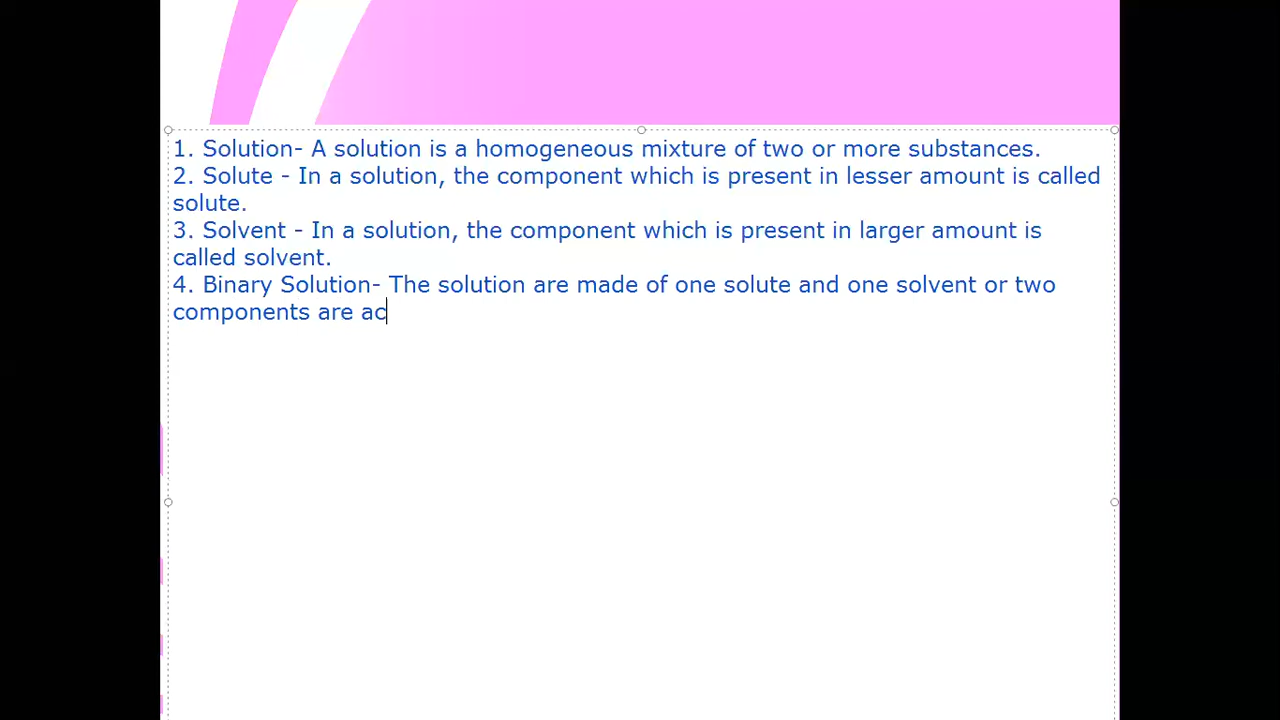 1. Solution- A solution is a homogeneous mixture of two or more substances.
2. Solute - In a solution, the component which is present in lesser amount is called
solute.
3. Solvent - In a solution, the component which is present in larger amount is
called solvent.
4. Binary Solution- The solution are made of one solute and one solvent or two
components are ac